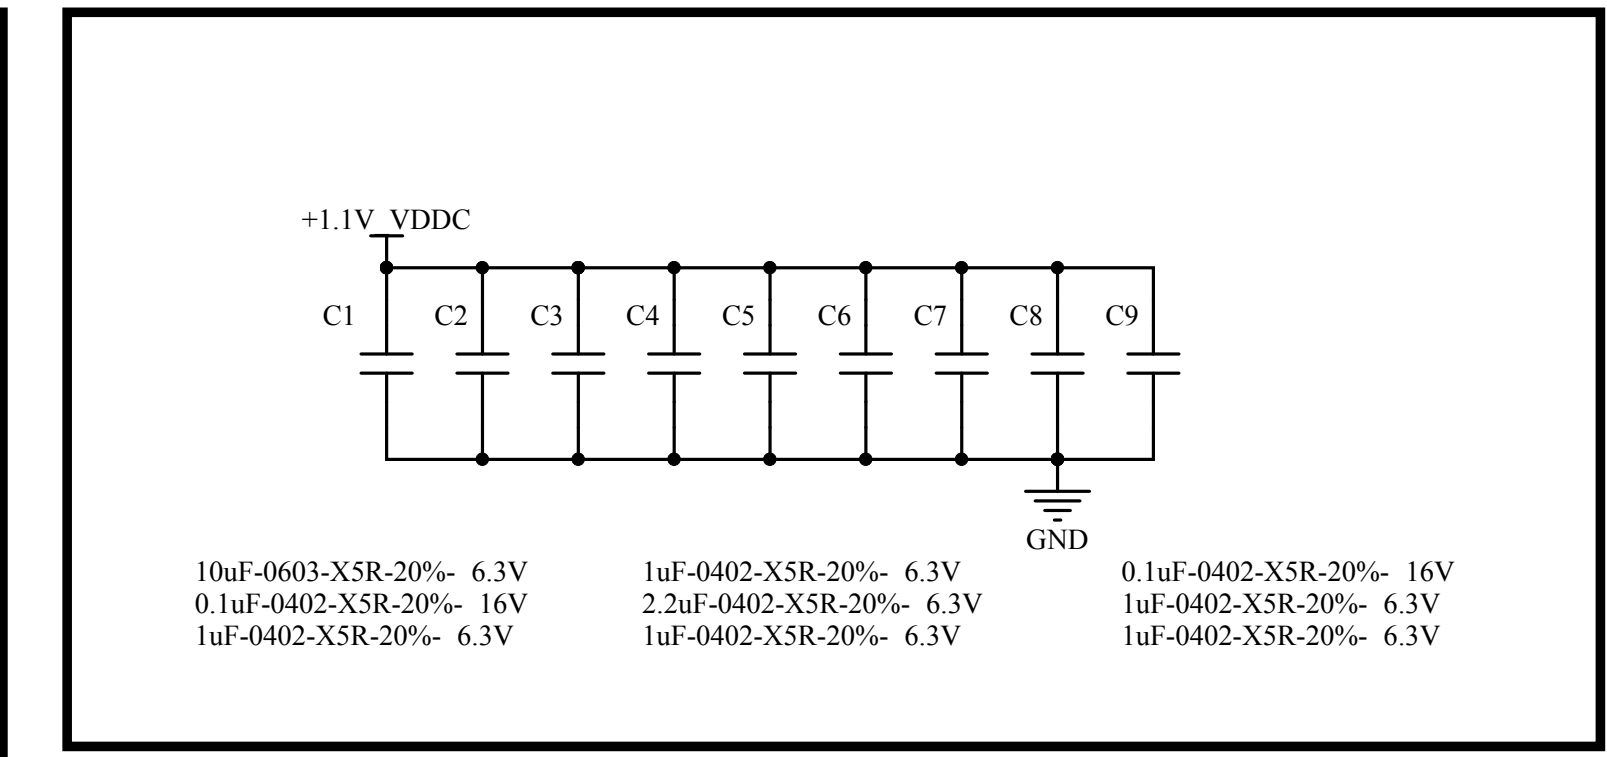 +1.1V_VDDC
C1 C2 C3 C4 C5 C6 C7 C8 C9
GND
10uF-0603-X5R-20%- 6.3V
0.1uF-0402-X5R-20%- 16V
1uF-0402-X5R-20%- 6.3V
1uF-0402-X5R-20%- 6.3V
2.2uF-0402-X5R-20%- 6.3V
1uF-0402-X5R-20%- 6.3V
0.1uF-0402-X5R-20%- 16V
1uF-0402-X5R-20%- 6.3V
1uF-0402-X5R-20%- 6.3V